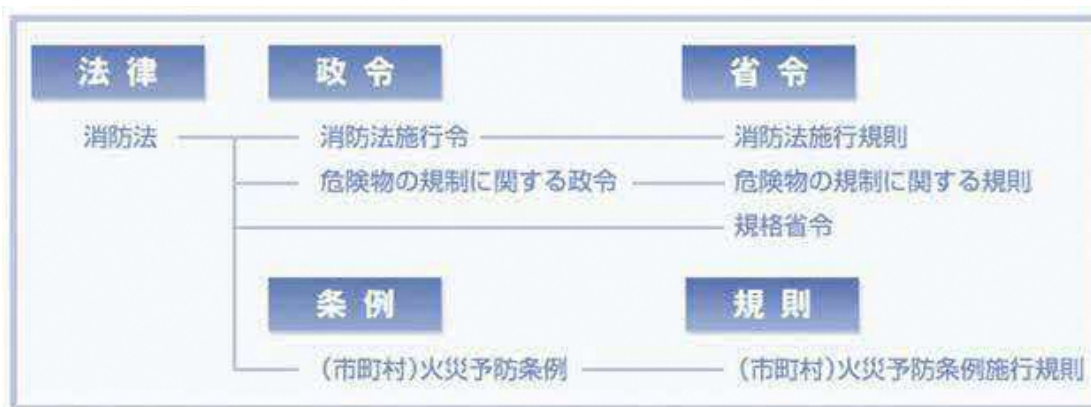 法律 政令 省令
消防法 消防法施行令 消防法施行規則
危険物の規制に関する政令 危険物の規制に関する規則
規格省令
条例 規則
(市町村)火災予防条例 (市町村)火災予防条例施行規則